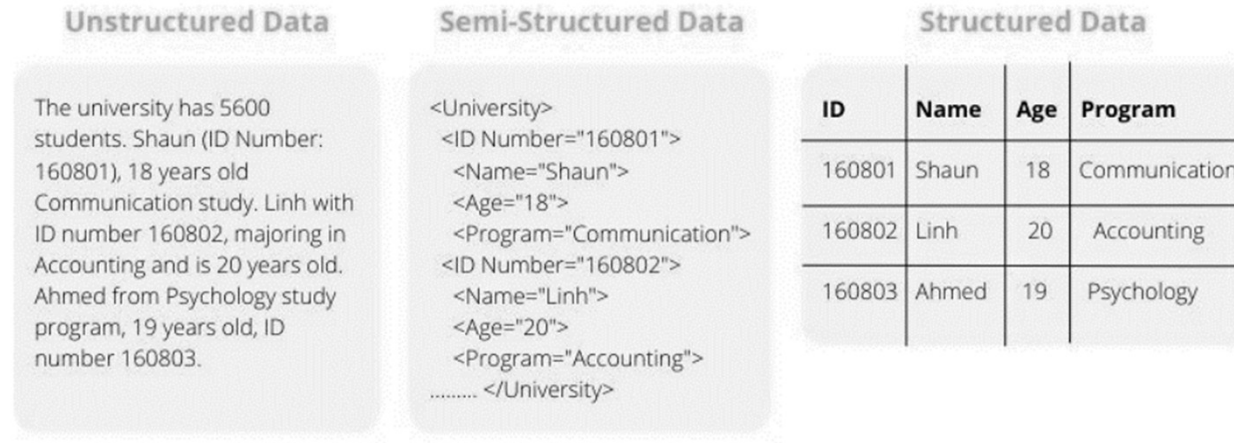 Unstructured Data
The university has 5600
students. Shaun (ID Number:
160801), 18 years old
Communication study. Linh with
ID number 160802, majoring in
Accounting and is 20 years old.
Ahmed from Psychology study
program, 19 years old, ID
number 160803.
Semi-Structured Data
<University>
<ID Number="160801">
<Name="Shaun">
<Age="18">
<Program="Communication">
<ID Number="160802">
<Name="Linh">
<Age="20">
<Program="Accounting">
......... </University>
Structured Data
ID Name Age Program
160801 Shaun 18 Communication
160802 Linh 20 Accounting
160803 Ahmed 19 Psychology